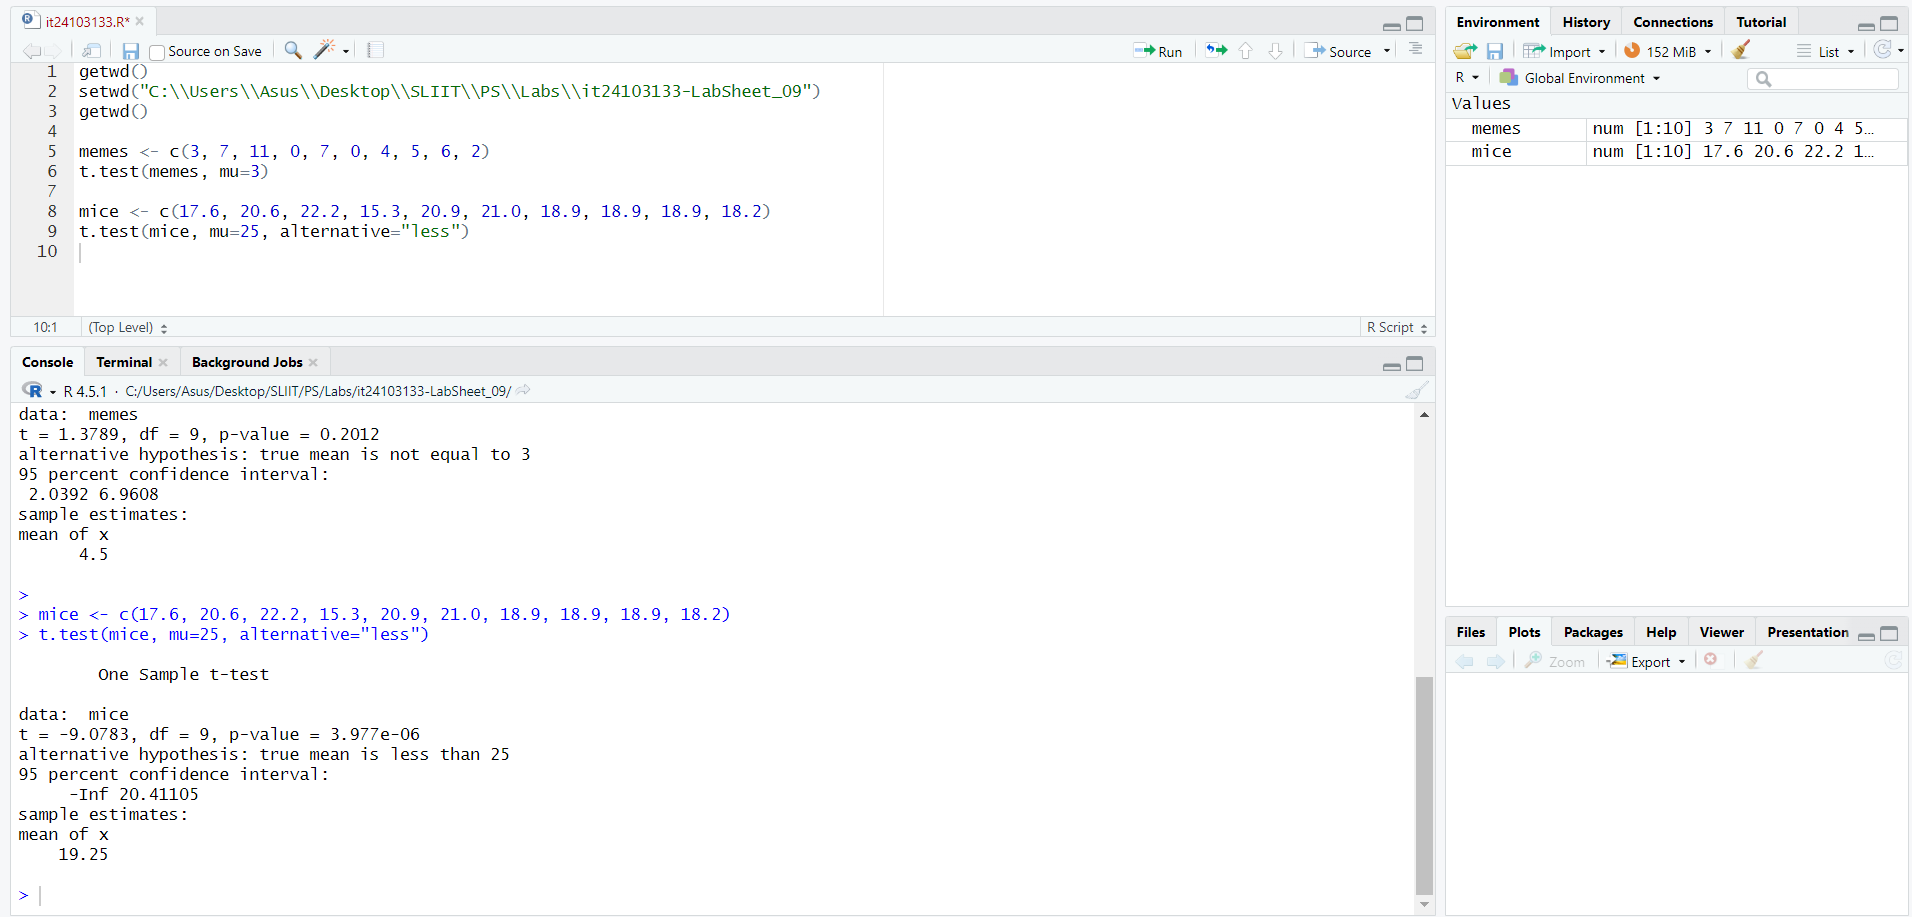 it24103133.R*
Source on Save
Run
Source
1 getwd()
2 setwd("C:\\Users\\Asus\\Desktop\\SLIIT\\PS\\Labs\\it24103133-LabSheet_09")
3 getwd()
4
5 memes <- c(3, 7, 11, 0, 7, 0, 4, 5, 6, 2)
6 t.test(memes, mu=3)
7
8 mice <- c(17.6, 20.6, 22.2, 15.3, 20.9, 21.0, 18.9, 18.9, 18.9, 18.2)
9 t.test(mice, mu=25, alternative="less")
10
10:1 (Top Level) R Script
Console Terminal Background Jobs
R R 4.5.1 · C:/Users/Asus/Desktop/SLIIT/PS/Labs/it24103133-LabSheet_09/
data:  memes
t = 1.3789, df = 9, p-value = 0.2012
alternative hypothesis: true mean is not equal to 3
95 percent confidence interval:
 2.0392 6.9608
sample estimates:
mean of x
      4.5
>
> mice <- c(17.6, 20.6, 22.2, 15.3, 20.9, 21.0, 18.9, 18.9, 18.9, 18.2)
> t.test(mice, mu=25, alternative="less")
One Sample t-test
data:  mice
t = -9.0783, df = 9, p-value = 3.977e-06
alternative hypothesis: true mean is less than 25
95 percent confidence interval:
     -Inf 20.41105
sample estimates:
mean of x
    19.25
>
Environment History Connections Tutorial
Import 152 MiB List
R Global Environment
Values
memes num [1:10] 3 7 11 0 7 0 4 5…
mice num [1:10] 17.6 20.6 22.2 1…
Files Plots Packages Help Viewer Presentation
Zoom Export